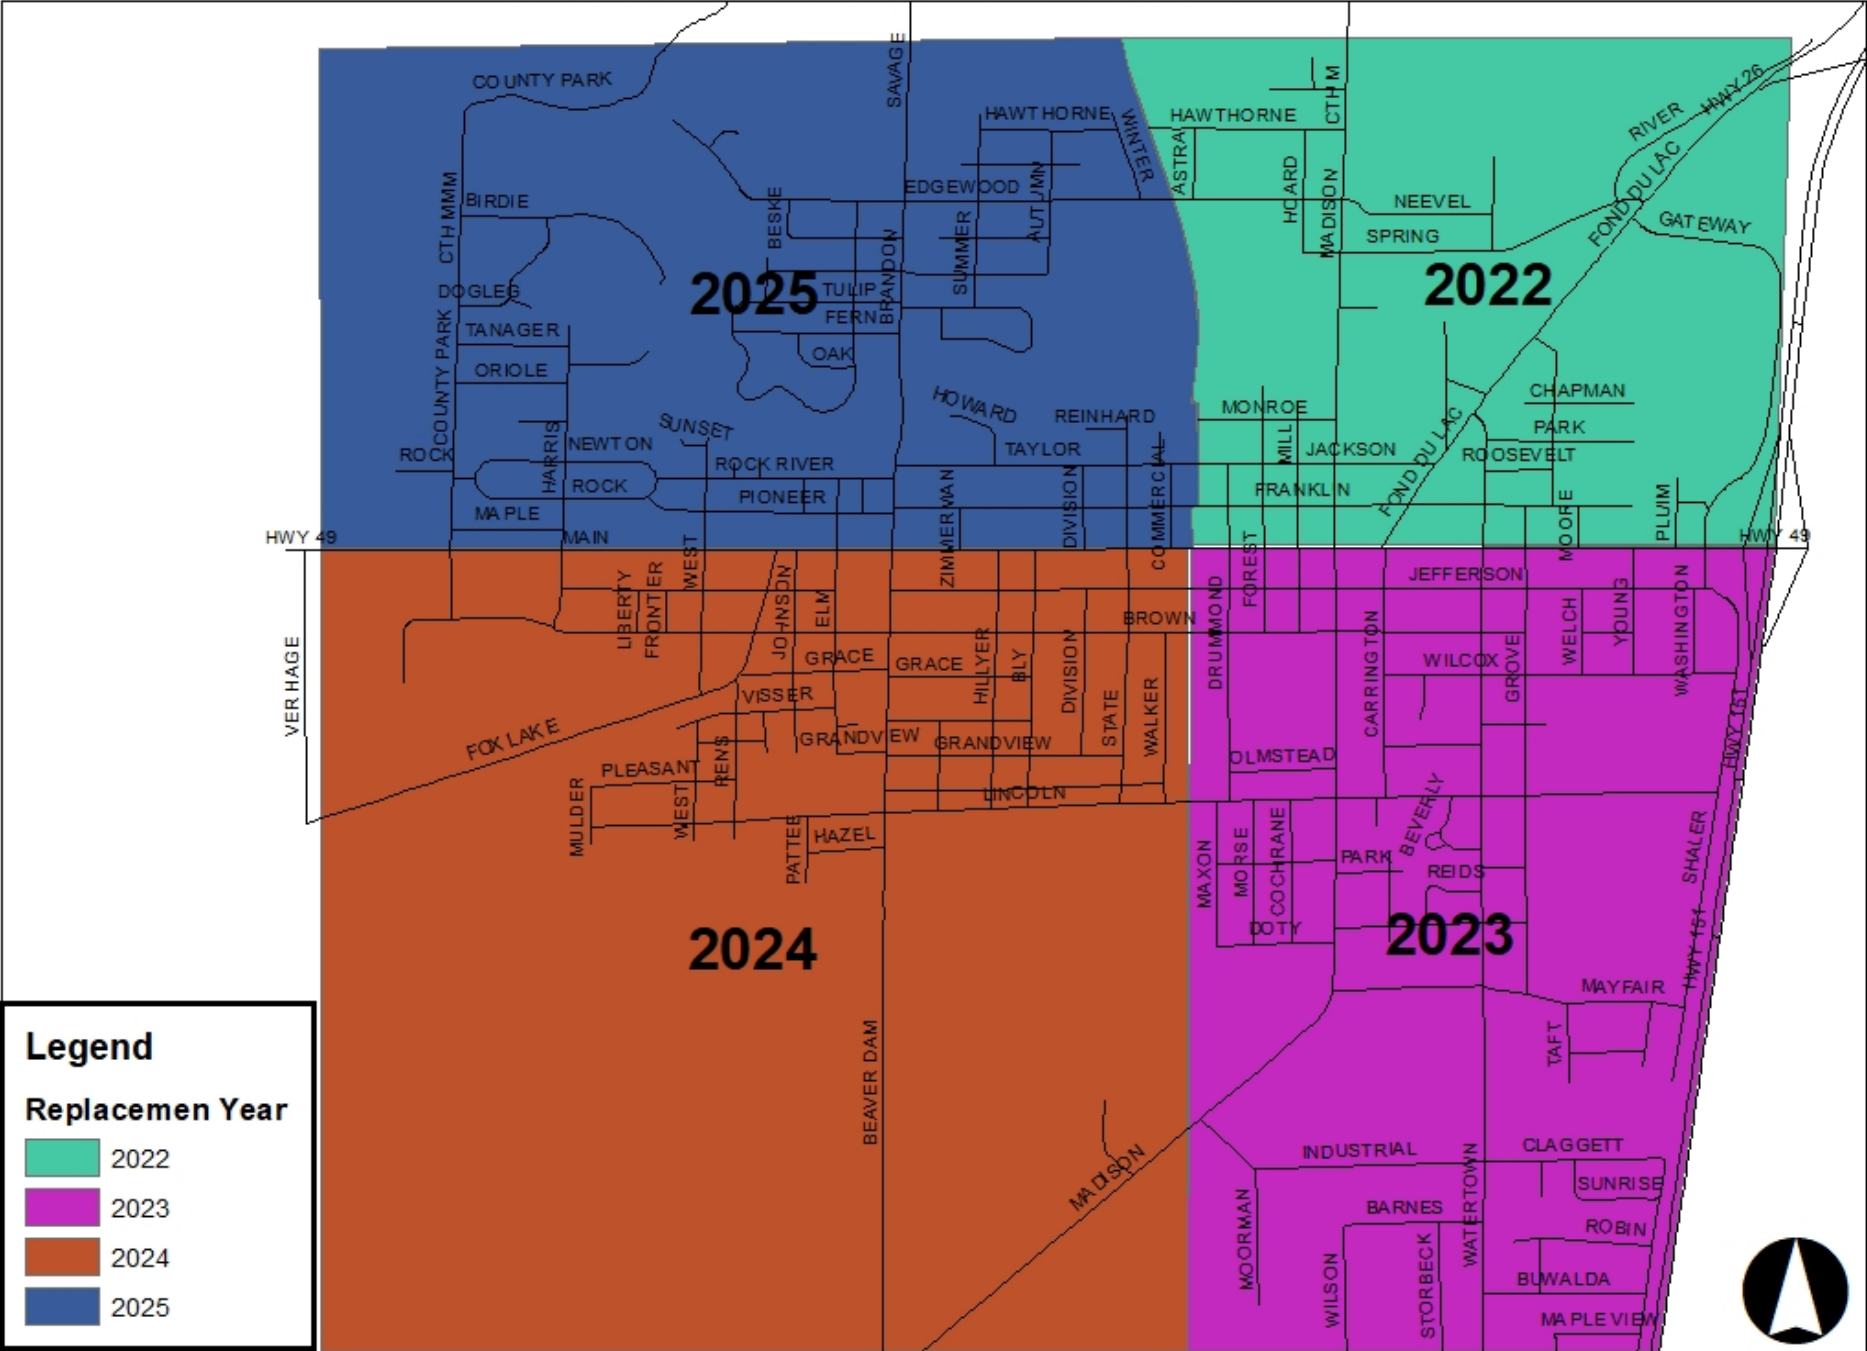 COUNTY PARK
SAVAGE
CTH M
HWY 26
RIVER
HAWTHORNE
WINTER
HAWTHORNE
ASTRA
FOND DU LAC
CTH MMM
BIRDIE
BESKE
EDGEWOOD
AUTUMN
HOARD
MADISON
NEEVEL
GATEWAY
SUMMER
SPRING
BRANDON
DOGLEG
2025
TULIP
2022
FERN
TANAGER
COUNTY PARK
OAK
ORIOLE
CHAPMAN
HOWARD
REINHARD
MONROE
SUNSET
FOND DU LAC
PARK
MILL
HARRIS
NEWTON
TAYLOR
JACKSON
ROCK
ROCK RIVER
ROOSEVELT
ROCK
PIONEER
ZIMMERMAN
DIVISION
COMMERCIAL
FRANKLIN
MAPLE
MOORE
PLUM
HWY 49
MAIN
HWY 49
WEST
FOREST
JEFFERSON
LIBERTY
FRONTIER
JOHNSON
ELM
BROWN
DRUMMOND
WELCH
YOUNG
WASHINGTON
VERHAGE
GRACE
GRACE
HILLYER
BLY
DIVISION
CARRINGTON
WILCOX
GROVE
VISSER
STATE
WALKER
HWY 151
FOX LAKE
RENS
GRANDVIEW
GRANDVIEW
OLMSTEAD
PLEASANT
MULDER
WEST
LINCOLN
BEVERLY
PATTEE
HAZEL
MAXON
MORSE
COCHRANE
PARK
REIDS
SHALER
DOTY
2024
2023
HWY 151
MAYFAIR
BEAVER DAM
TAFT
MADISON
INDUSTRIAL
CLAGGETT
SUNRISE
MOORMAN
BARNES
WATERTOWN
ROBIN
WILSON
STORBECK
BUWALDA
MAPLE VIEW
Legend
Replacemen Year
2022
2023
2024
2025